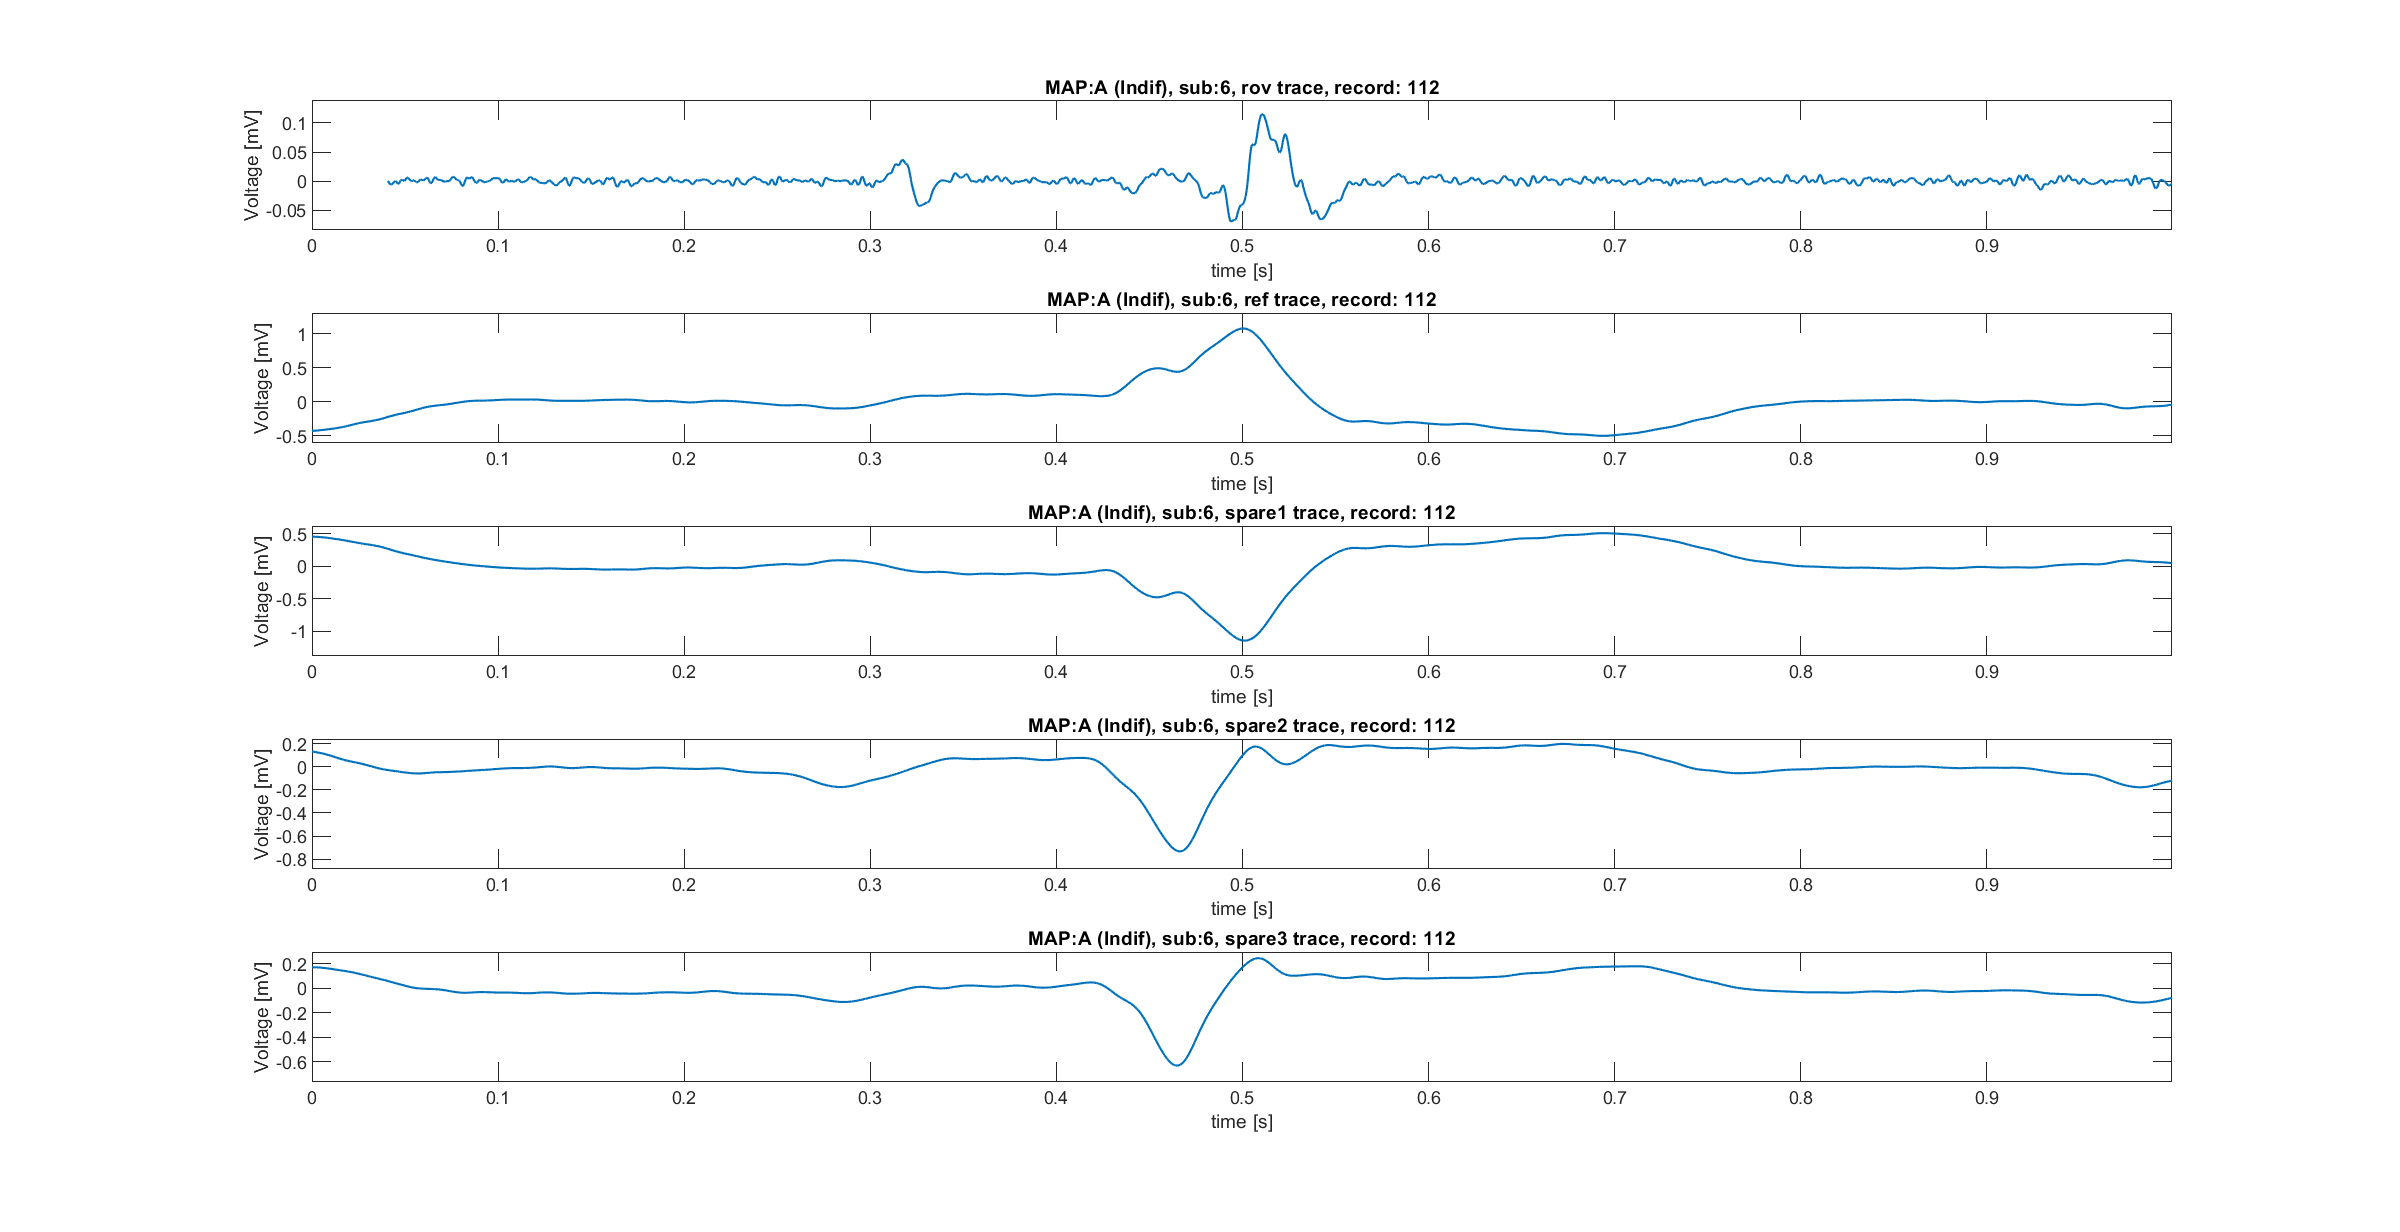 MAP:A (Indif), sub:6, rov trace, record: 112
Voltage [mV]
0.1
0.05
0
-0.05
0 0.1 0.2 0.3 0.4 0.5 0.6 0.7 0.8 0.9
time [s]
MAP:A (Indif), sub:6, ref trace, record: 112
Voltage [mV]
1
0.5
0
-0.5
0 0.1 0.2 0.3 0.4 0.5 0.6 0.7 0.8 0.9
time [s]
MAP:A (Indif), sub:6, spare1 trace, record: 112
Voltage [mV]
0.5
0
-0.5
-1
0 0.1 0.2 0.3 0.4 0.5 0.6 0.7 0.8 0.9
time [s]
MAP:A (Indif), sub:6, spare2 trace, record: 112
Voltage [mV]
0.2
0
-0.2
-0.4
-0.6
-0.8
0 0.1 0.2 0.3 0.4 0.5 0.6 0.7 0.8 0.9
time [s]
MAP:A (Indif), sub:6, spare3 trace, record: 112
Voltage [mV]
0.2
0
-0.2
-0.4
-0.6
0 0.1 0.2 0.3 0.4 0.5 0.6 0.7 0.8 0.9
time [s]